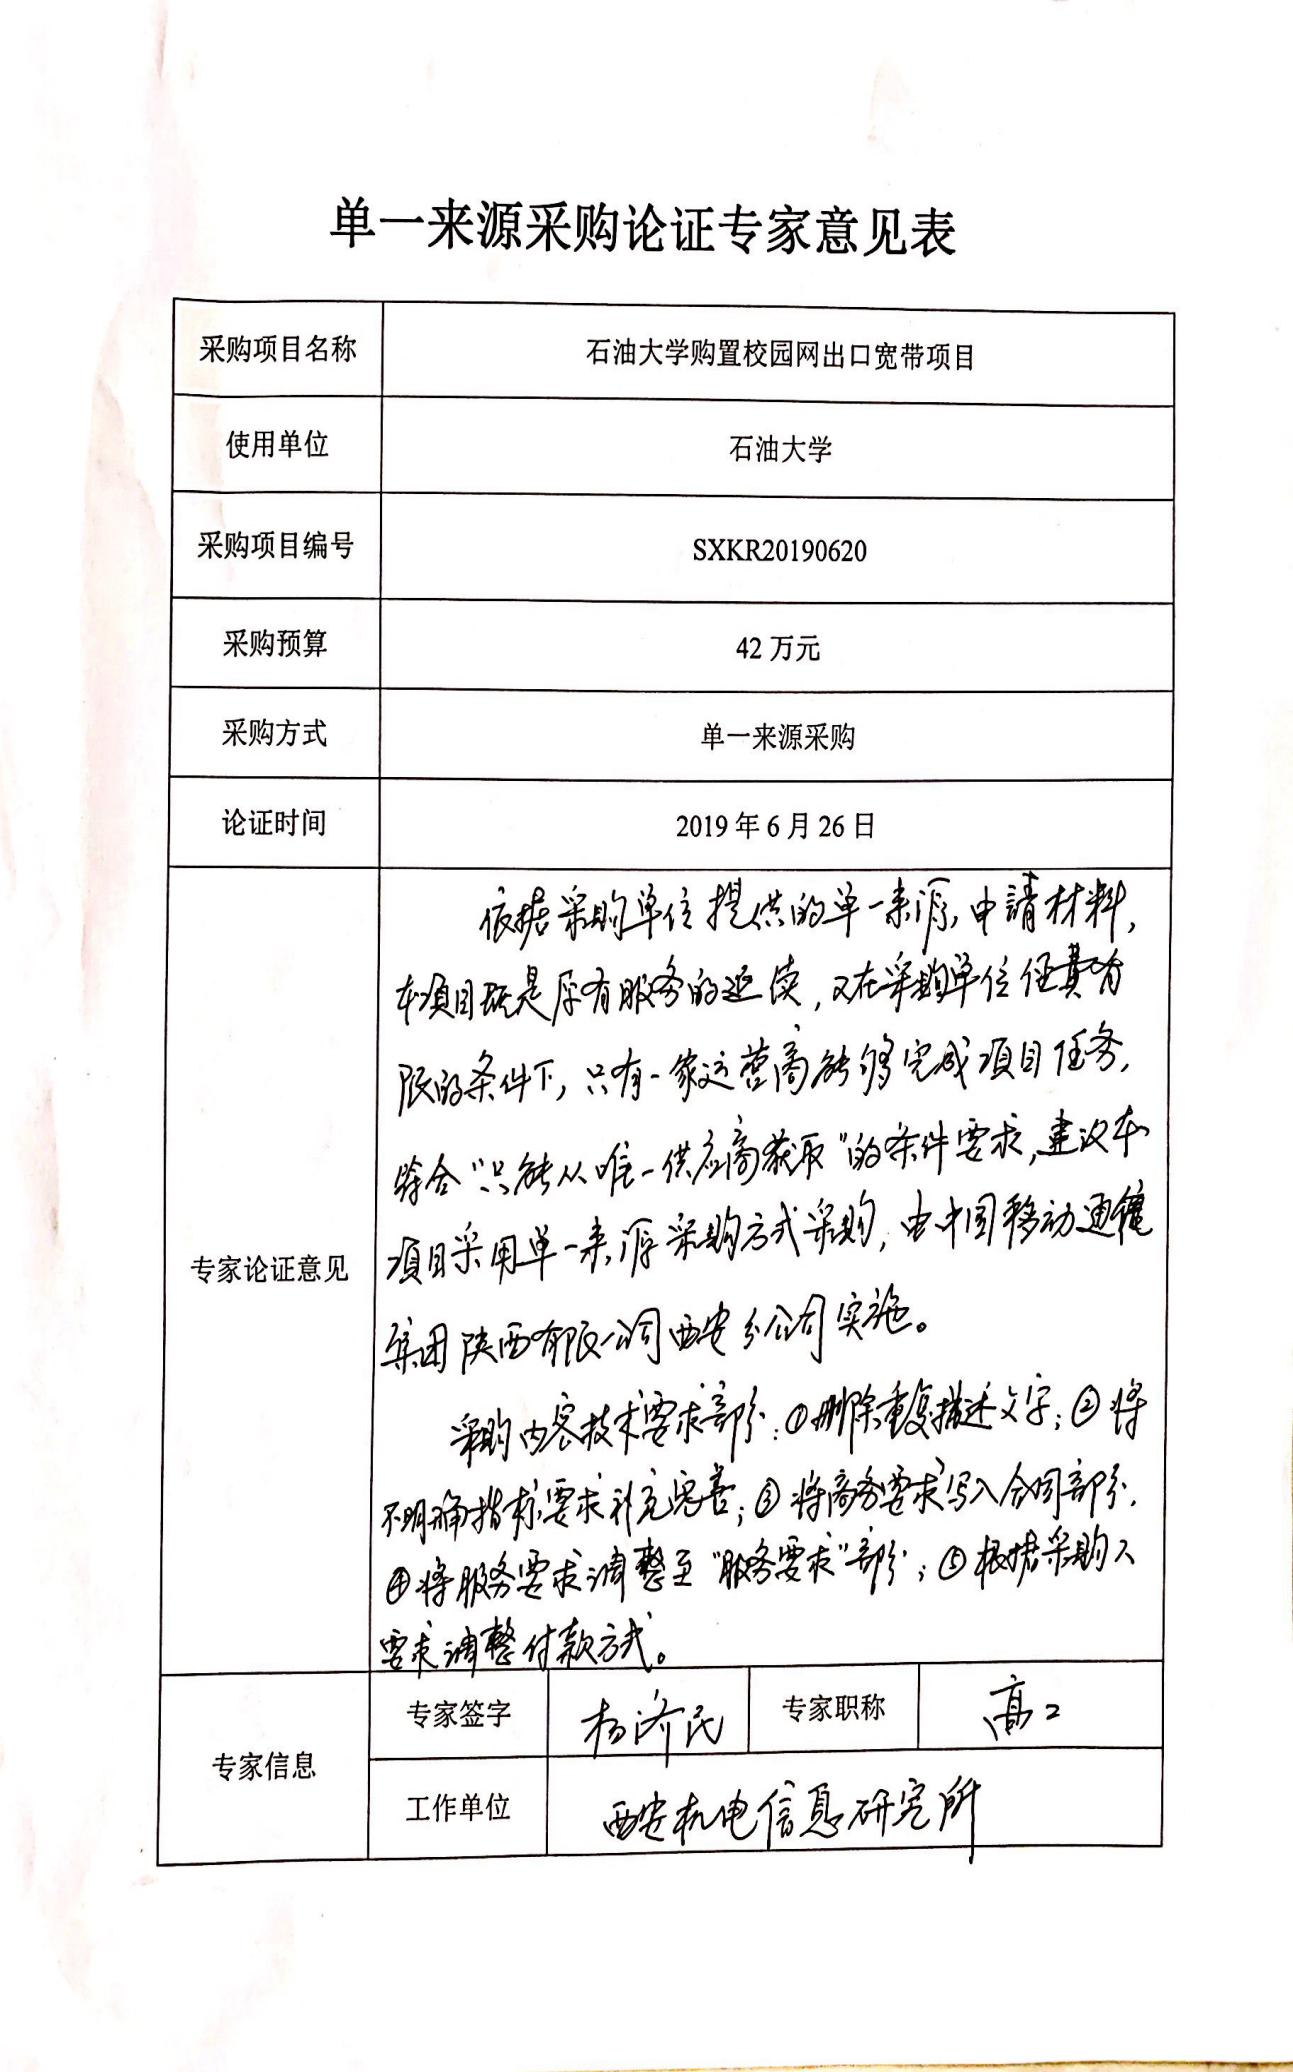 单一来源采购论证专家意见表
采购项目名称 石油大学购置校园网出口宽带项目
使用单位 石油大学
采购项目编号 SXKR20190620
采购预算 42 万元
采购方式 单一来源采购
论证时间 2019 年 6 月 26 日
专家论证意见
依据采购单位提供的单一来源申請材料,
本项目既是原有服务的延续,又在采购单位经费有
限的条件下,只有一家运营商能够完成项目任务,
符合“只能从唯一供应商获取”的条件要求,建议本
项目采用单一来源采购方式采购,由中国移动通信
集团陕西有限公司西安分公司实施。
采购内容技术要求部分:①删除重复描述文字;②将
不明确指标要求补充完善;③将商务要求写入合同部分,
④将服务要求调整至“服务要求”部分;⑤根据采购人
要求调整付款方式。
专家信息
专家签字 杨济民 专家职称 高工
工作单位 西安机电信息研究所